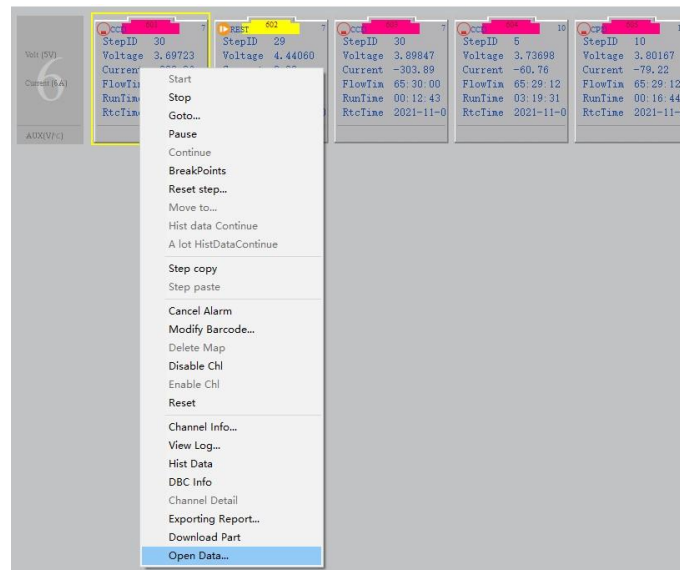 601 7
StepID 30
Voltage 3.69723
Current
FlowTim
RunTime
RtcTime
REST 602 7
StepID 29
Voltage 4.44060
603 7
StepID 30
Voltage 3.89847
Current -303.89
FlowTim 65:30:00
RunTime 00:12:43
RtcTime 2021-11-0
604 10
StepID 5
Voltage 3.73698
Current -60.76
FlowTim 65:29:12
RunTime 03:19:31
RtcTime 2021-11-0
605
StepID 10
Voltage 3.80167
Current -79.22
FlowTim 65:29:12
RunTime 00:16:44
RtcTime 2021-11-0
Volt (5V)
6
Current (6A)
AUX(V/℃)
Start
Stop
Goto...
Pause
Continue
BreakPoints
Reset step...
Move to...
Hist data Continue
A lot HistDataContinue
Step copy
Step paste
Cancel Alarm
Modify Barcode...
Delete Map
Disable Chl
Enable Chl
Reset
Channel Info...
View Log...
Hist Data
DBC Info
Channel Detail
Exporting Report...
Download Part
Open Data...